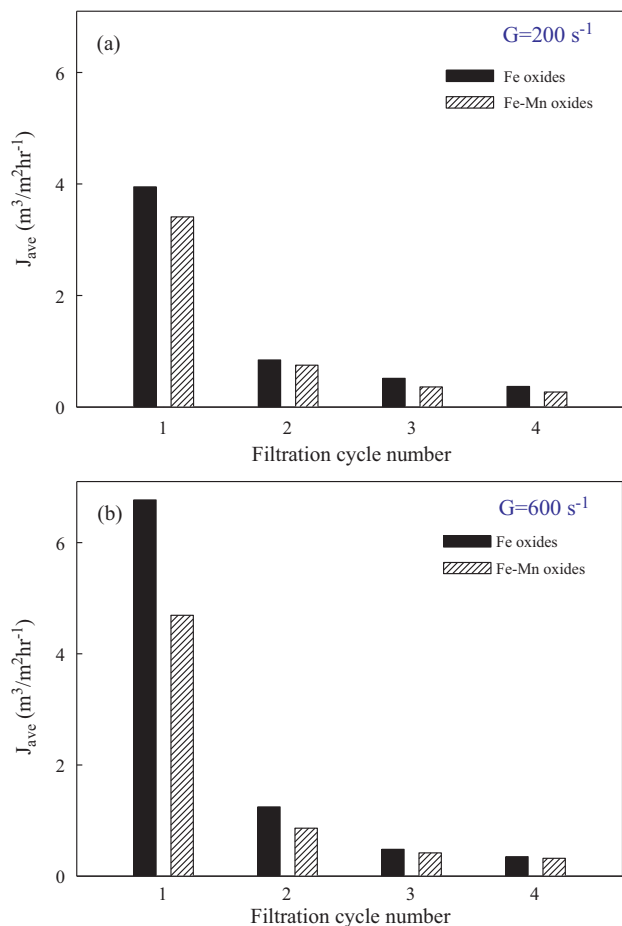 (a)
G=200 s⁻¹
Fe oxides
Fe-Mn oxides
6
4
2
0
J_ave (m³/m²hr⁻¹)
1 2 3 4
Filtration cycle number
(b)
G=600 s⁻¹
Fe oxides
Fe-Mn oxides
6
4
2
0
J_ave (m³/m²hr⁻¹)
1 2 3 4
Filtration cycle number